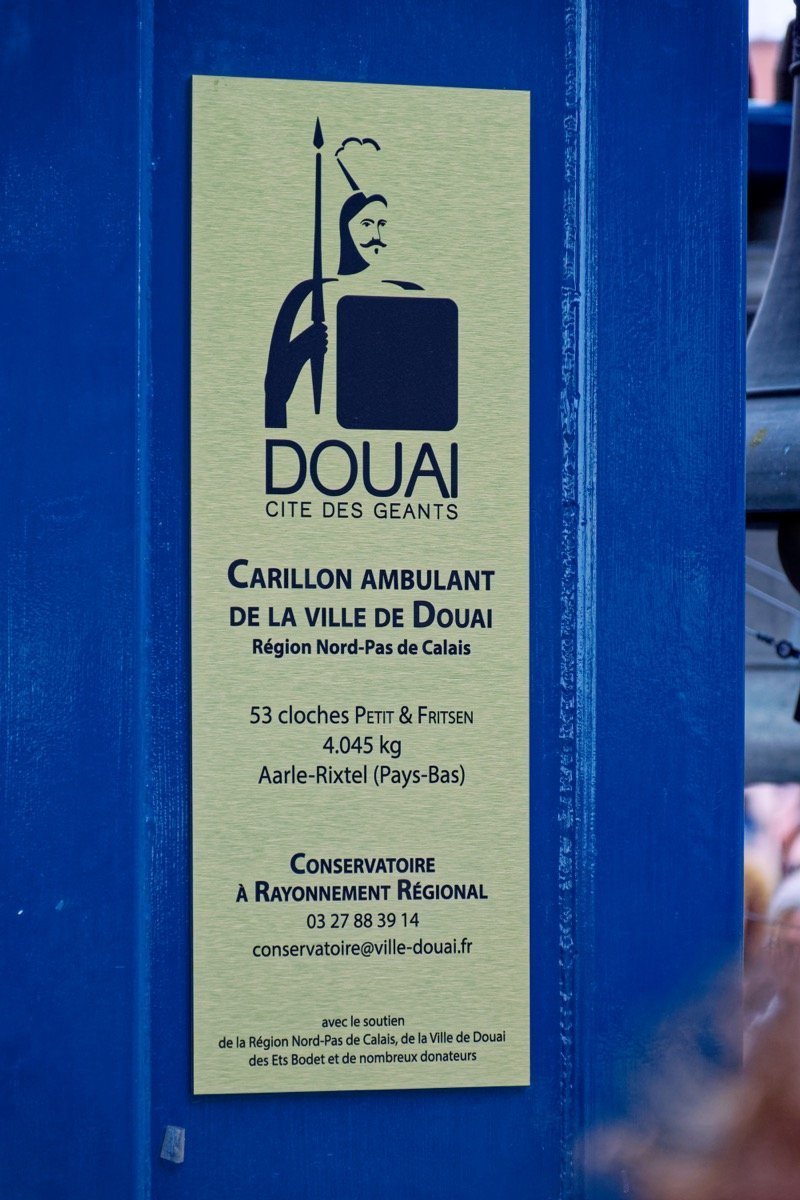 DOUAI
CITE DES GEANTS
CARILLON AMBULANT
DE LA VILLE DE DOUAI
Région Nord-Pas de Calais
53 cloches PETIT & FRITSEN
4.045 kg
Aarle-Rixtel (Pays-Bas)
CONSERVATOIRE
À RAYONNEMENT RÉGIONAL
03 27 88 39 14
conservatoire@ville-douai.fr
avec le soutien
de la Région Nord-Pas de Calais, de la Ville de Douai
des Ets Bodet et de nombreux donateurs